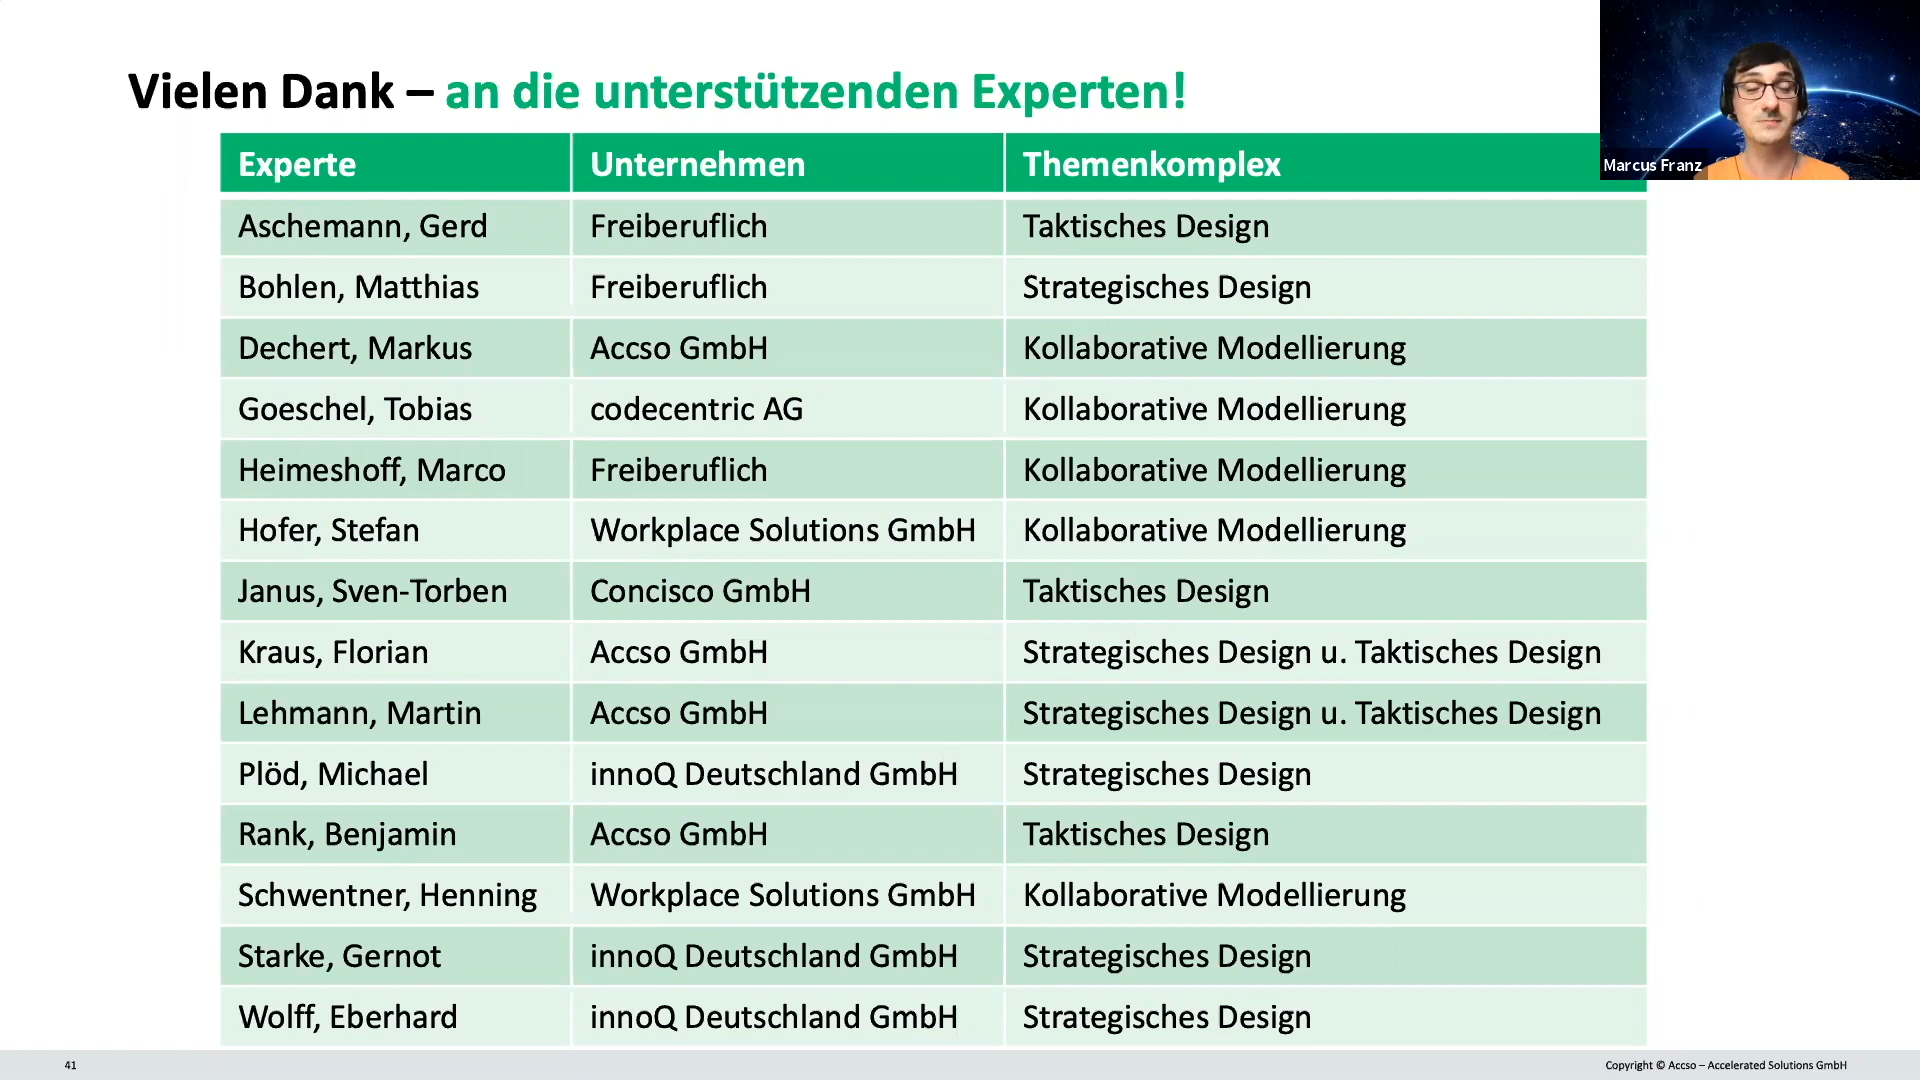 Vielen Dank – an die unterstützenden Experten!
Experte Unternehmen Themenkomplex
Marcus Franz
Aschemann, Gerd Freiberuflich Taktisches Design
Bohlen, Matthias Freiberuflich Strategisches Design
Dechert, Markus Accso GmbH Kollaborative Modellierung
Goeschel, Tobias codecentric AG Kollaborative Modellierung
Heimeshoff, Marco Freiberuflich Kollaborative Modellierung
Hofer, Stefan Workplace Solutions GmbH Kollaborative Modellierung
Janus, Sven-Torben Concisco GmbH Taktisches Design
Kraus, Florian Accso GmbH Strategisches Design u. Taktisches Design
Lehmann, Martin Accso GmbH Strategisches Design u. Taktisches Design
Plöd, Michael innoQ Deutschland GmbH Strategisches Design
Rank, Benjamin Accso GmbH Taktisches Design
Schwentner, Henning Workplace Solutions GmbH Kollaborative Modellierung
Starke, Gernot innoQ Deutschland GmbH Strategisches Design
Wolff, Eberhard innoQ Deutschland GmbH Strategisches Design
41 Copyright © Accso – Accelerated Solutions GmbH